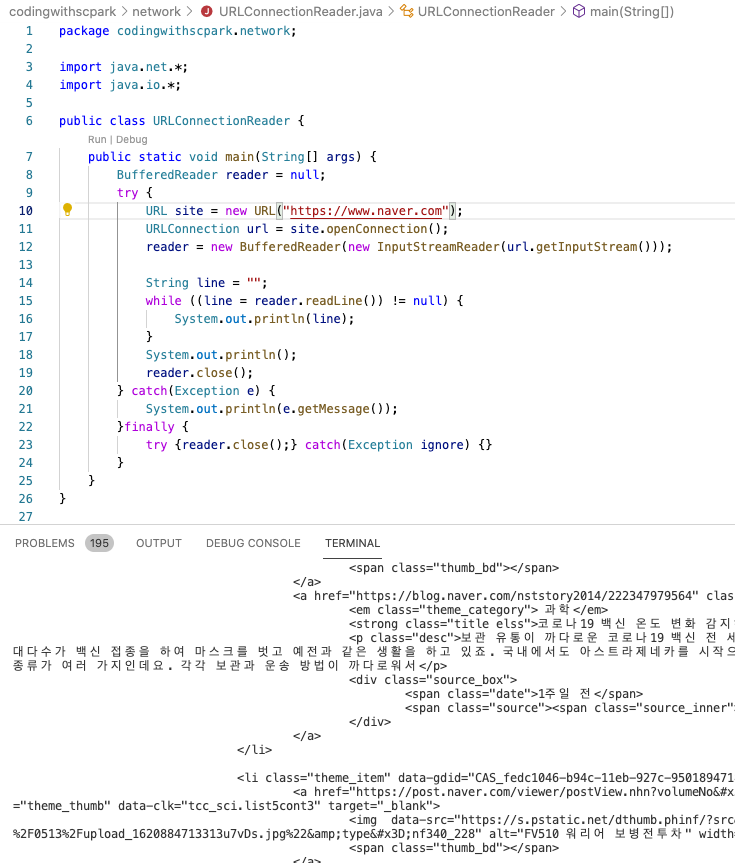 codingwithscpark > network > URLConnectionReader.java > URLConnectionReader > main(String[])
1 package codingwithscpark.network;
2
3 import java.net.*;
4 import java.io.*;
5
6 public class URLConnectionReader {
Run | Debug
7 public static void main(String[] args) {
8 BufferedReader reader = null;
9 try {
10 URL site = new URL("https://www.naver.com");
11 URLConnection url = site.openConnection();
12 reader = new BufferedReader(new InputStreamReader(url.getInputStream()));
13
14 String line = "";
15 while ((line = reader.readLine()) != null) {
16 System.out.println(line);
17 }
18 System.out.println();
19 reader.close();
20 } catch(Exception e) {
21 System.out.println(e.getMessage());
22 }finally {
23 try {reader.close();} catch(Exception ignore) {}
24 }
25 }
26 }
27
PROBLEMS 195 OUTPUT DEBUG CONSOLE TERMINAL
<span class="thumb_bd"></span>
</a>
<a href="https://blog.naver.com/nststory2014/222347979564" clas
<em class="theme_category"> 과학</em>
<strong class="title elss">코로나19 백신 온도 변화 감지
<p class="desc">보관 유통이 까다로운 코로나19 백신 전 세
대다수가 백신 접종을 하여 마스크를 벗고 예전과 같은 생활을 하고 있죠. 국내에서도 아스트라제네카를 시작으
종류가 여러 가지인데요. 각각 보관과 운송 방법이 까다로워서</p>
<div class="source_box">
<span class="date">1주일 전</span>
<span class="source"><span class="source_inner"
</div>
</a>
</li>
<li class="theme_item" data-gdid="CAS_fedc1046-b94c-11eb-927c-950189471
<a href="https://post.naver.com/viewer/postView.nhn?volumeNo&#x
="theme_thumb" data-clk="tcc_sci.list5cont3" target="_blank">
<img data-src="https://s.pstatic.net/dthumb.phinf/?src
%2F0513%2Fupload_1620884713313u7vDs.jpg%22&amp;type&#x3D;nf340_228" alt="FV510 워리어 보병전투차" width
<span class="thumb_bd"></span>
</a>